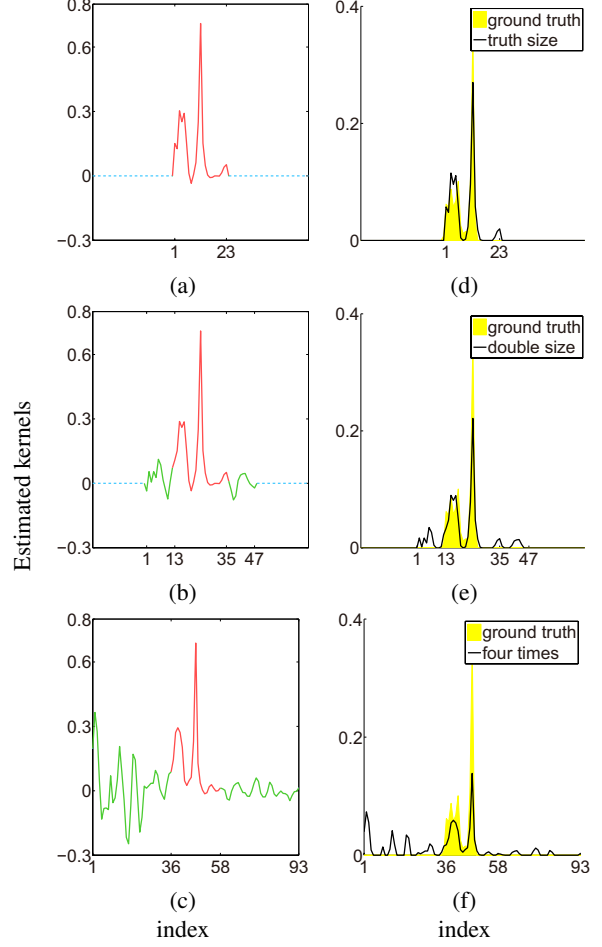 Estimated kernels
0.8
0.6
0.3
0
−0.3
1 23
(a)
0.4
0.2
0
1 23
ground truth
truth size
(d)
0.8
0.6
0.3
0
−0.3
1 13 35 47
(b)
0.4
0.2
0
1 13 35 47
ground truth
double size
(e)
0.8
0.6
0.3
0
−0.3
1 36 58 93
(c)
index
0.4
0.2
0
1 36 58 93
ground truth
four times
(f)
index